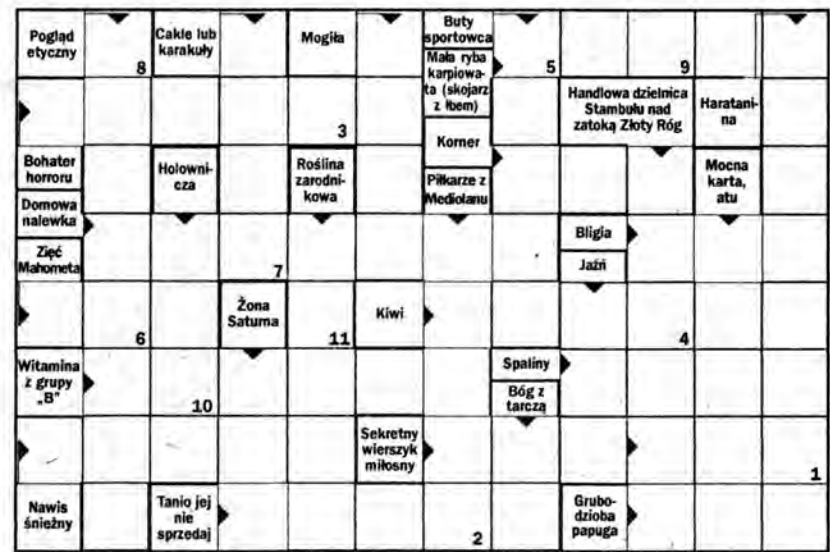 Pogląd
etyczny
8
Cakle lub
karakuły
Mogiła
Buty
sportowca
Mała ryba
karpiowa-
ta (skojarz
z łbem)
5
9
3
Korner
Handlowa dzielnica
Stambułu nad
zatoką Złoty Róg
Haratani-
na
Bohater
horroru
Domowa
nalewka
Holowni-
cza
Roślina
zarodni-
kowa
Piłkarze z
Mediolanu
Mocna
karta,
atu
Zięć
Mahometa
7
Bligia
Jaźń
6
Żona
Saturna
11
Kiwi
4
Witamina
z grupy
„B”
10
Spaliny
Bóg z
tarczą
Sekretny
wierszyk
miłosny
1
Nawis
śnieżny
Tanio jej
nie
sprzedaj
2
Grubo-
dzioba
papuga